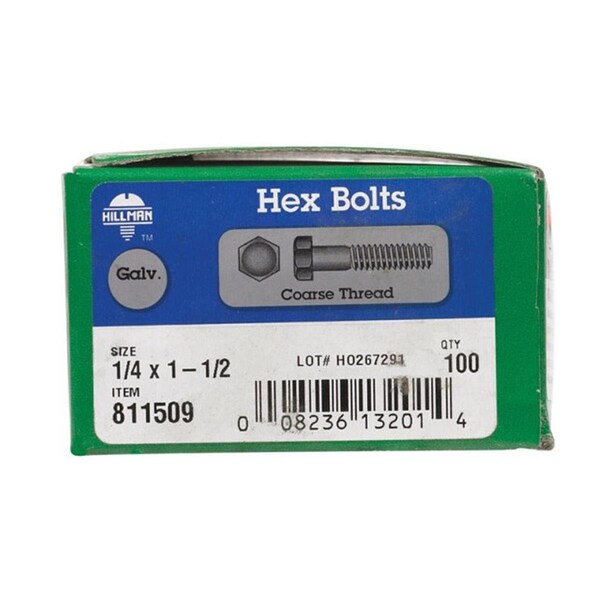 HILLMAN
TM
Hex Bolts
Galv.
Coarse Thread
SIZE
1/4 x 1-1/2
LOT# H0267291
QTY
100
ITEM
811509
0 08236 13201 4